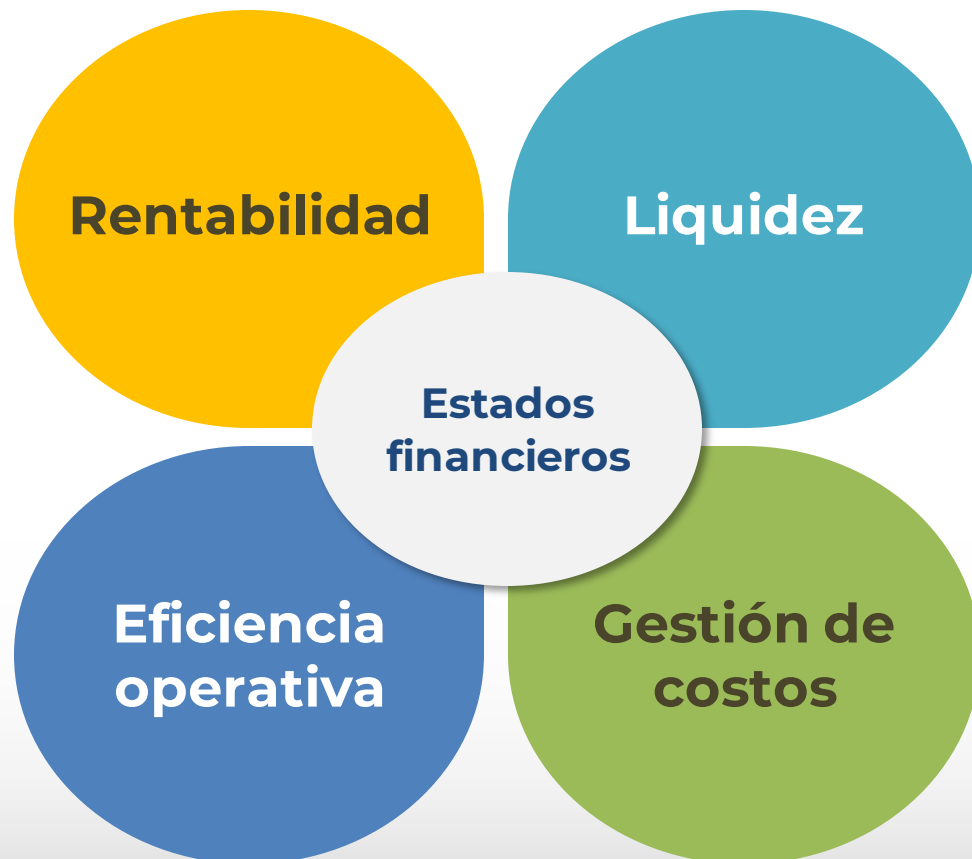 Rentabilidad
Liquidez
Estados
financieros
Eficiencia
operativa
Gestión de
costos